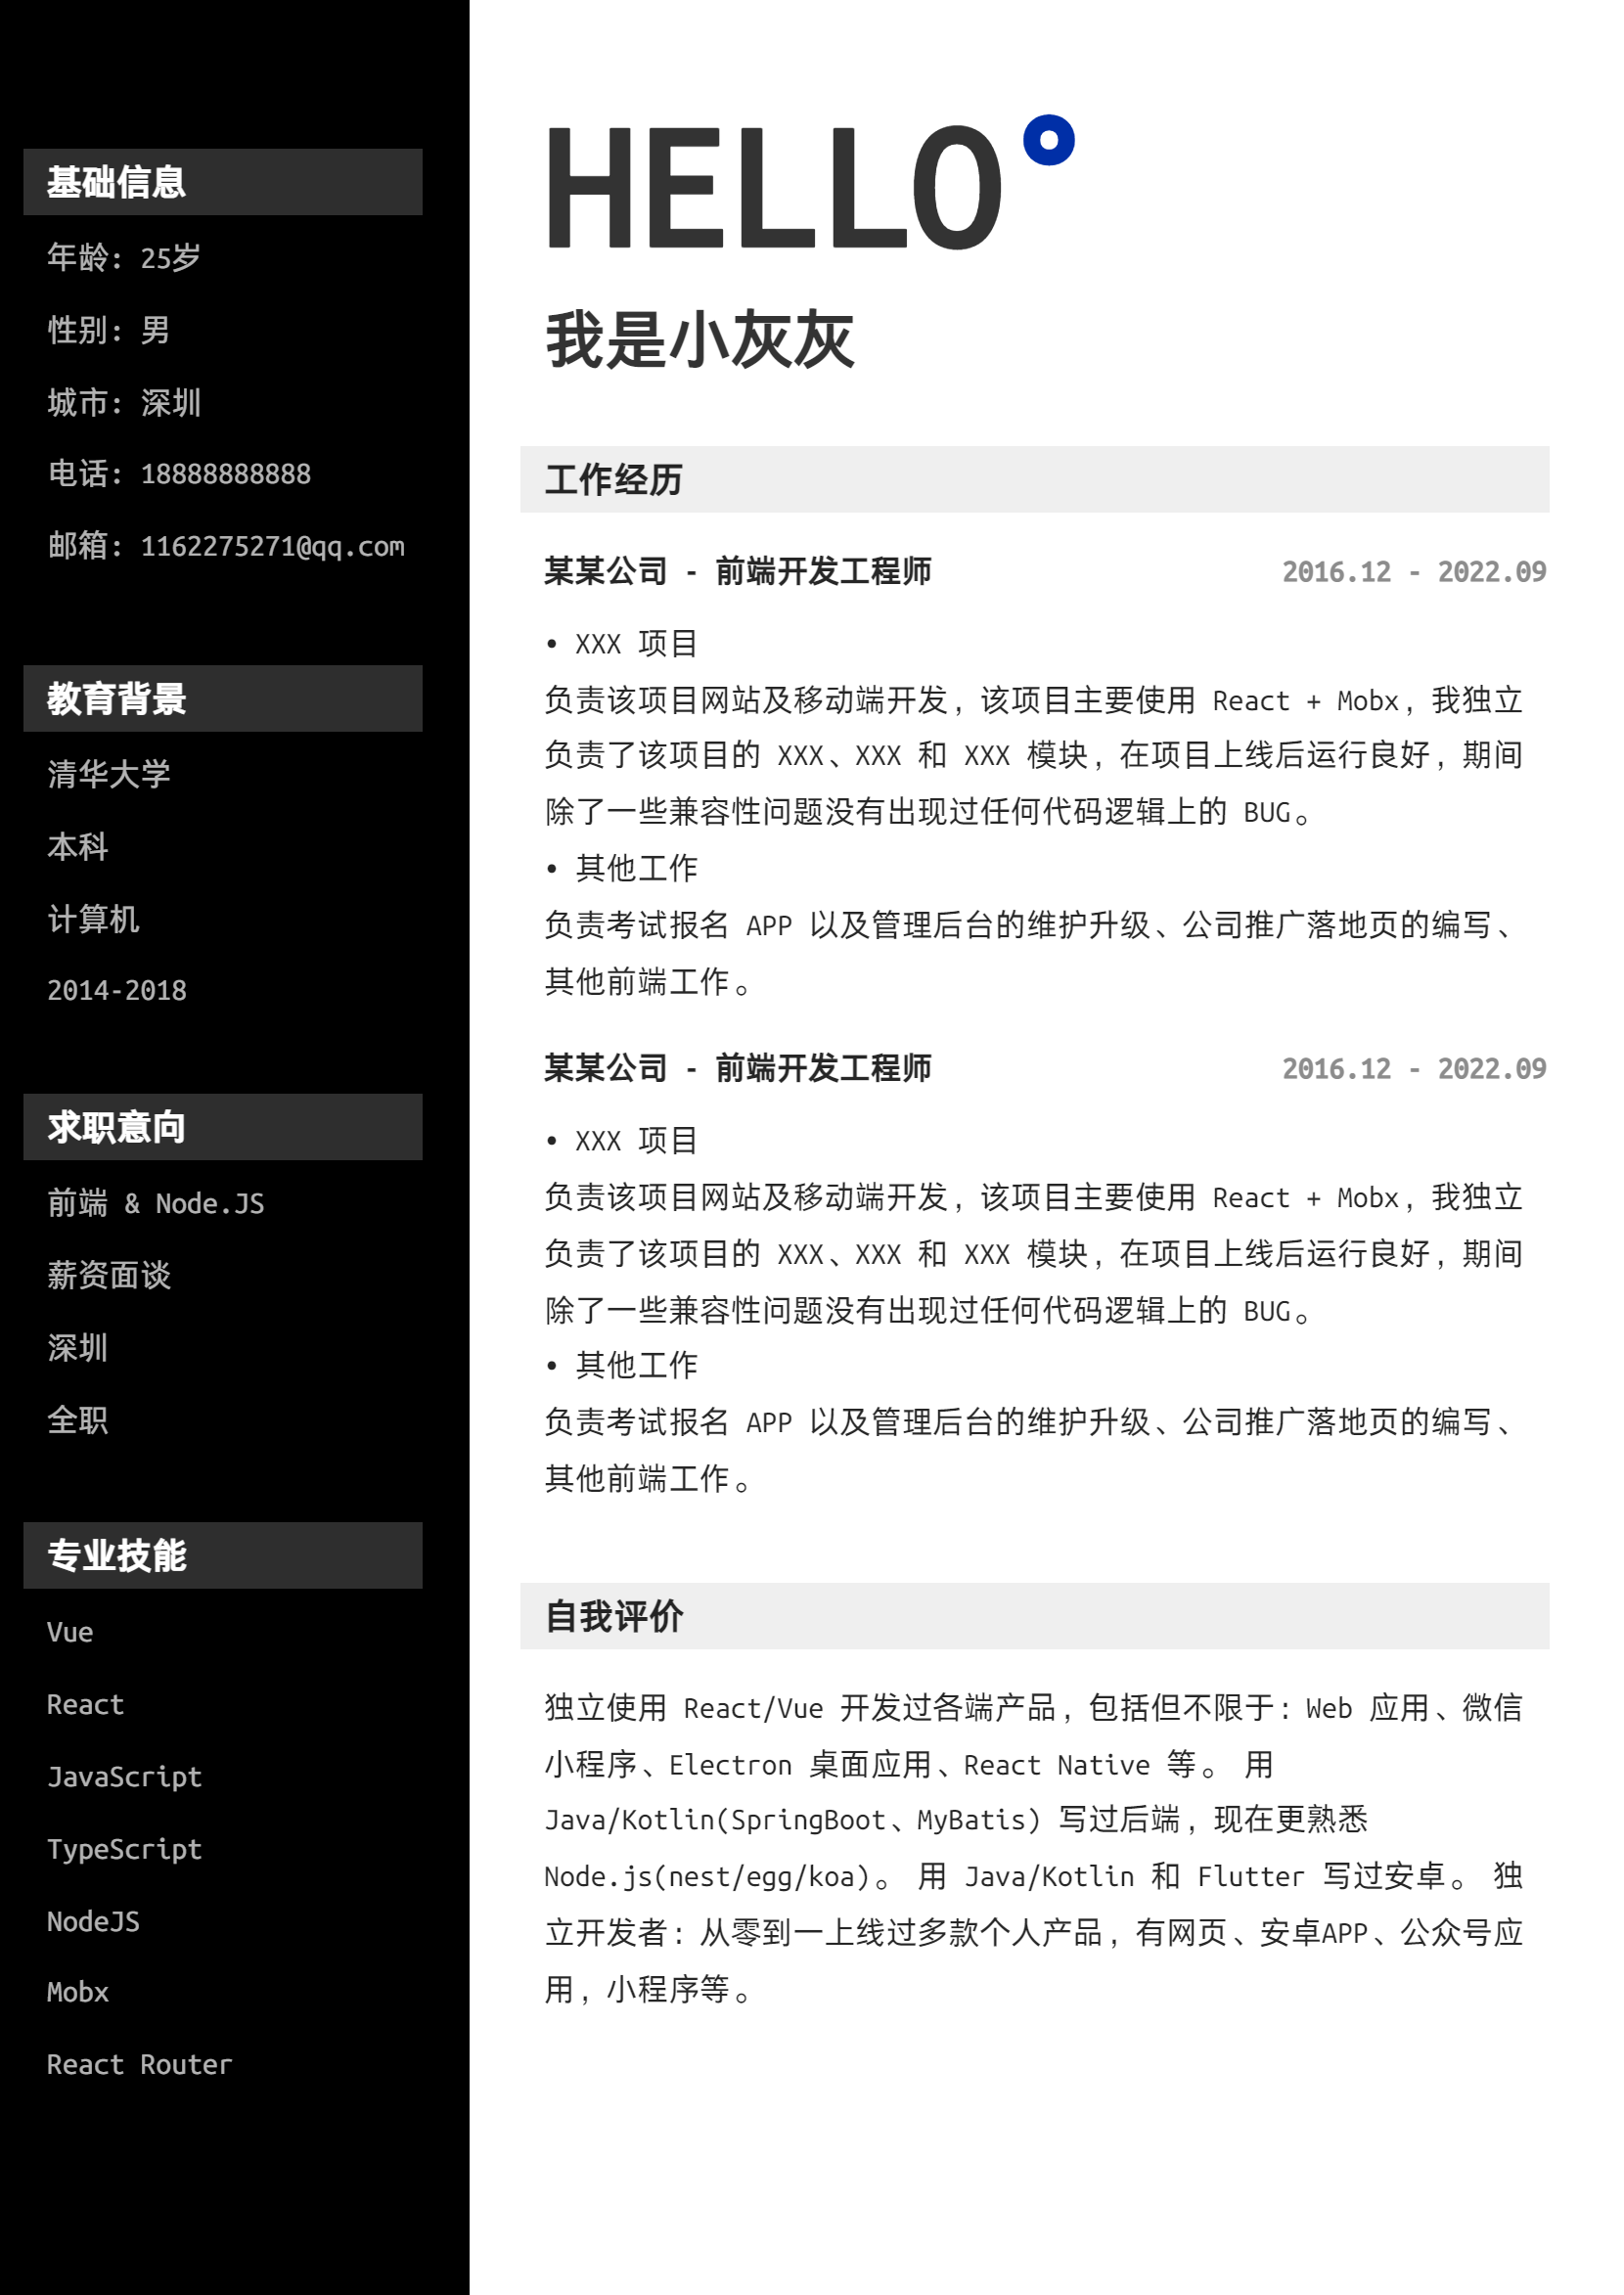 基础信息
年龄: 25岁
性别: 男
城市: 深圳
电话: 18888888888
邮箱: 1162275271@qq.com
教育背景
清华大学
本科
计算机
2014-2018
求职意向
前端 & Node.JS
薪资面谈
深圳
全职
专业技能
Vue
React
JavaScript
TypeScript
NodeJS
Mobx
React Router
HELLO°
我是小灰灰
工作经历
某某公司 - 前端开发工程师 2016.12 - 2022.09
• XXX 项目
负责该项目网站及移动端开发，该项目主要使用 React + Mobx，我独立
负责了该项目的 XXX、XXX 和 XXX 模块，在项目上线后运行良好，期间
除了一些兼容性问题没有出现过任何代码逻辑上的 BUG。
• 其他工作
负责考试报名 APP 以及管理后台的维护升级、公司推广落地页的编写、
其他前端工作。
某某公司 - 前端开发工程师 2016.12 - 2022.09
• XXX 项目
负责该项目网站及移动端开发，该项目主要使用 React + Mobx，我独立
负责了该项目的 XXX、XXX 和 XXX 模块，在项目上线后运行良好，期间
除了一些兼容性问题没有出现过任何代码逻辑上的 BUG。
• 其他工作
负责考试报名 APP 以及管理后台的维护升级、公司推广落地页的编写、
其他前端工作。
自我评价
独立使用 React/Vue 开发过各端产品，包括但不限于：Web 应用、微信
小程序、Electron 桌面应用、React Native 等。 用
Java/Kotlin(SpringBoot、MyBatis) 写过后端，现在更熟悉
Node.js(nest/egg/koa)。 用 Java/Kotlin 和 Flutter 写过安卓。 独
立开发者：从零到一上线过多款个人产品，有网页、安卓APP、公众号应
用，小程序等。